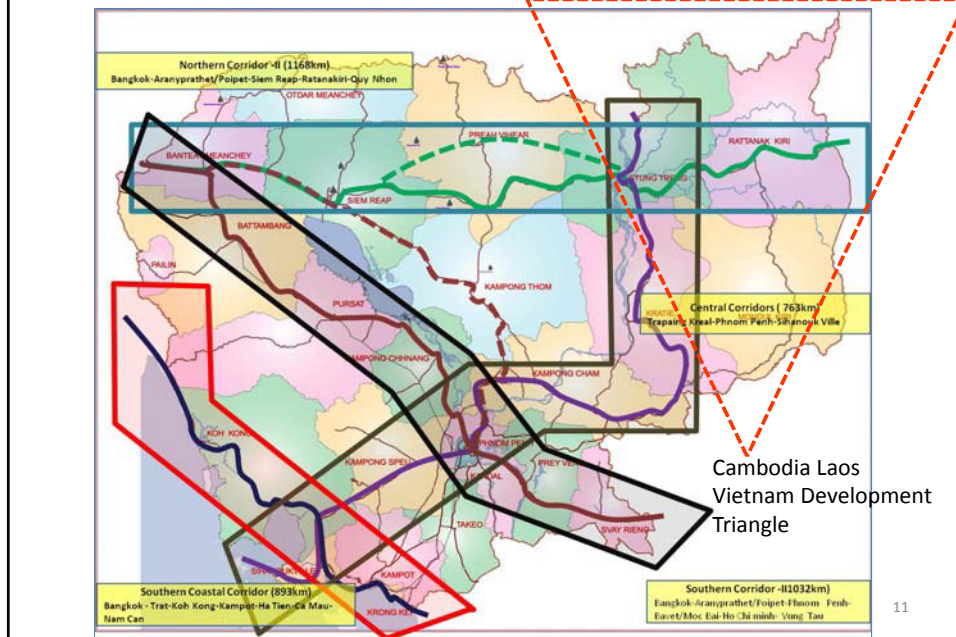 Northern Corridor -II (1168km)
Bangkok-Aranyprathet/Poipet-Siem Reap-Ratanakiri-Quy Nhon
OTDAR MEANCHEY
PREAH VIHEAR
RATTANAK KIRI
BANTEAY MEANCHEY
STUNG TRENG
SIEM REAP
BATTAMBANG
PAILIN
KAMPONG THOM
PURSAT
Central Corridors ( 763km)
KRATIE
Trapaing Kreal-Phnom Penh-Sihanouk Ville
KAMPONG CHHNANG
KAMPONG CHAM
KOH KONG
PHNOM PENH
KAMPONG SPEU
PREY VENG
KANDAL
Cambodia Laos
Vietnam Development
Triangle
TAKEO
SVAY RIENG
KAMPOT
Southern Coastal Corridor (893km)
Bangkok - Trat-Koh Kong-Kampot-Ha Tien-Ca Mau-
Nam Can
KRONG KEP
Southern Corridor -II1032km)
Bangkok-Aranyprathet/Poipet-Phnom Penh-
Bavet/Moc Bai-Ho Chi minh- Vung Tau
11